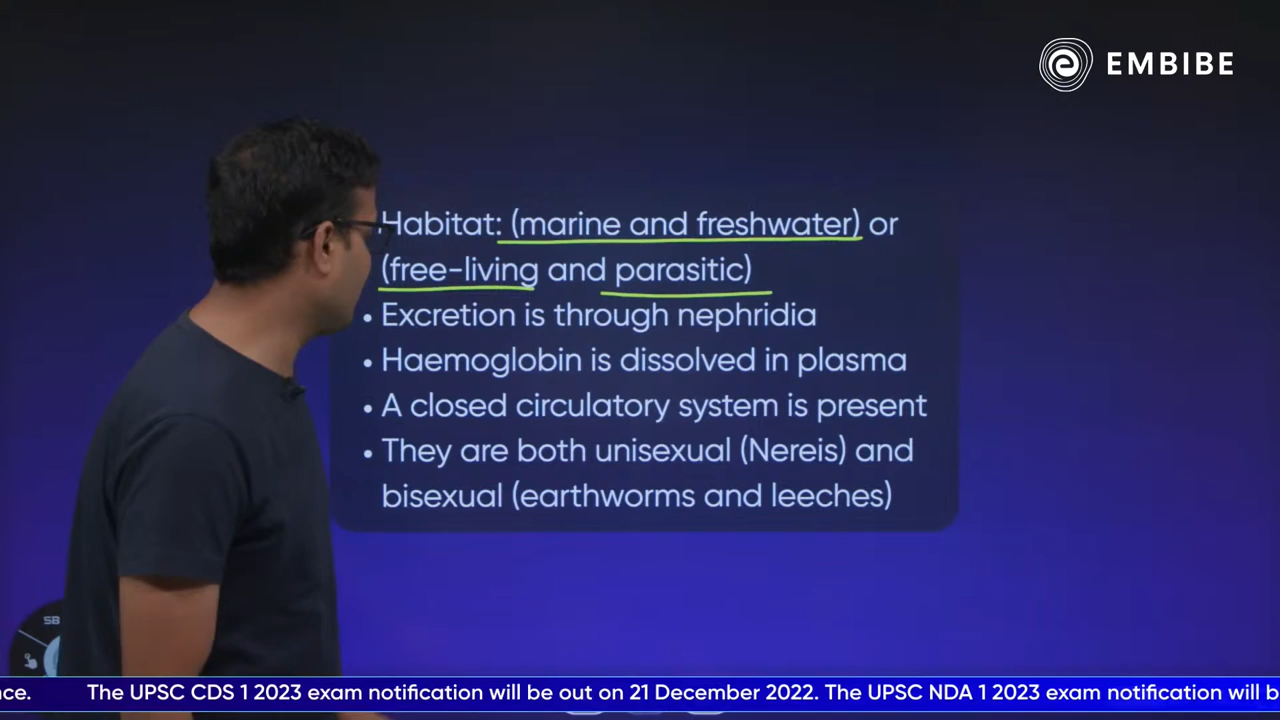 EMBIBE
Habitat: (marine and freshwater) or
(free-living and parasitic)
• Excretion is through nephridia
• Haemoglobin is dissolved in plasma
• A closed circulatory system is present
• They are both unisexual (Nereis) and
bisexual (earthworms and leeches)
SB
nce. The UPSC CDS 1 2023 exam notification will be out on 21 December 2022. The UPSC NDA 1 2023 exam notification will b